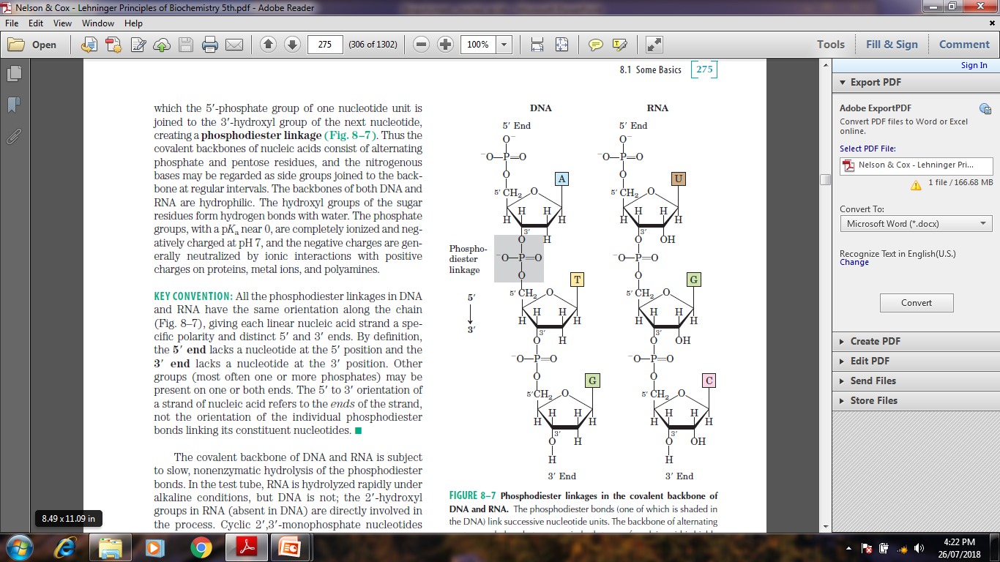 Nelson & Cox - Lehninger Principles of Biochemistry 5th.pdf - Adobe Reader
File Edit View Window Help
Open 275 (306 of 1302) 100% Tools Fill & Sign Comment
Sign In
8.1 Some Basics 275
which the 5′-phosphate group of one nucleotide unit is
joined to the 3′-hydroxyl group of the next nucleotide,
creating a phosphodiester linkage (Fig. 8–7). Thus the
covalent backbones of nucleic acids consist of alternating
phosphate and pentose residues, and the nitrogenous
bases may be regarded as side groups joined to the back-
bone at regular intervals. The backbones of both DNA and
RNA are hydrophilic. The hydroxyl groups of the sugar
residues form hydrogen bonds with water. The phosphate
groups, with a pKa near 0, are completely ionized and neg-
atively charged at pH 7, and the negative charges are gen-
erally neutralized by ionic interactions with positive
charges on proteins, metal ions, and polyamines.
KEY CONVENTION: All the phosphodiester linkages in DNA
and RNA have the same orientation along the chain
(Fig. 8–7), giving each linear nucleic acid strand a spe-
cific polarity and distinct 5′ and 3′ ends. By definition,
the 5′ end lacks a nucleotide at the 5′ position and the
3′ end lacks a nucleotide at the 3′ position. Other
groups (most often one or more phosphates) may be
present on one or both ends. The 5′ to 3′ orientation of
a strand of nucleic acid refers to the ends of the strand,
not the orientation of the individual phosphodiester
bonds linking its constituent nucleotides. ■
The covalent backbone of DNA and RNA is subject
to slow, nonenzymatic hydrolysis of the phosphodiester
bonds. In the test tube, RNA is hydrolyzed rapidly under
alkaline conditions, but DNA is not; the 2′-hydroxyl
groups in RNA (absent in DNA) are directly involved in
the process. Cyclic 2′,3′-monophosphate nucleotides
DNA
5′ End
O⁻
⁻O—P=O
O
A
5′ CH₂ O
H H
H H
3′
O H
Phospho-
diester
linkage
⁻O—P=O
O
T
5′
3′
5′ CH₂ O
H H
H H
3′
O H
⁻O—P=O
O
G
5′CH₂ O
H H
H H
3′
O H
H
3′ End
RNA
5′ End
O⁻
⁻O—P=O
O
U
5′ CH₂ O
H H
H H
3′
O OH
⁻O—P=O
O
G
5′ CH₂ O
H H
H H
3′
O OH
⁻O—P=O
O
C
5′ CH₂ O
H H
H H
3′
O OH
H
3′ End
FIGURE 8–7 Phosphodiester linkages in the covalent backbone of
DNA and RNA. The phosphodiester bonds (one of which is shaded in
the DNA) link successive nucleotide units. The backbone of alternating
8.49 x 11.09 in
Export PDF
Adobe ExportPDF
Convert PDF files to Word or Excel
online.
Select PDF File:
Nelson & Cox - Lehninger Pri...
1 file / 166.68 MB
Convert To:
Microsoft Word (*.docx)
Recognize Text in English(U.S.)
Change
Convert
Create PDF
Edit PDF
Send Files
Store Files
4:22 PM
26/07/2018